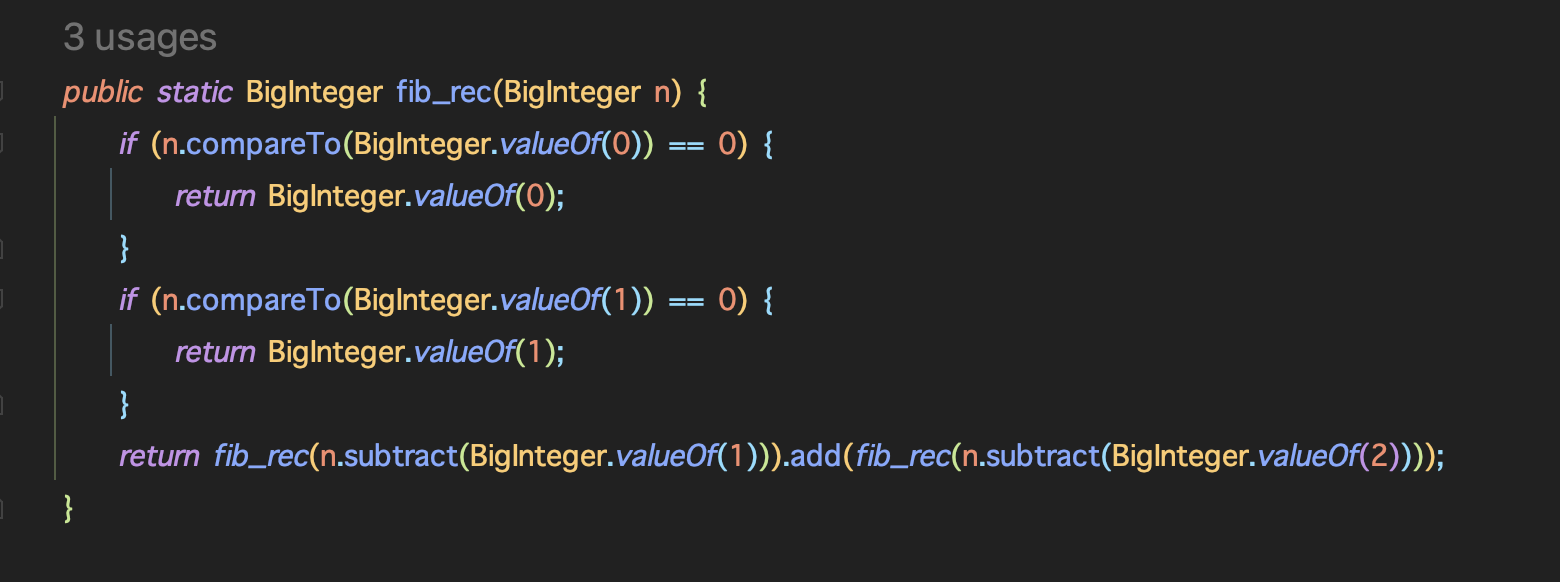 3 usages
public static BigInteger fib_rec(BigInteger n) {
if (n.compareTo(BigInteger.valueOf(0)) == 0) {
return BigInteger.valueOf(0);
}
if (n.compareTo(BigInteger.valueOf(1)) == 0) {
return BigInteger.valueOf(1);
}
return fib_rec(n.subtract(BigInteger.valueOf(1))).add(fib_rec(n.subtract(BigInteger.valueOf(2))));
}